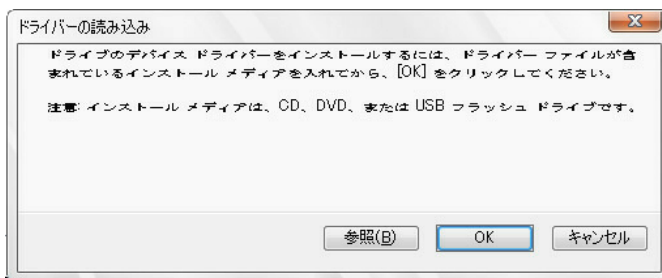 ドライバーの読み込み
ドライブのデバイス ドライバーをインストールするには、ドライバー ファイルが含
まれているインストール メディアを入れてから、[OK] をクリックしてください。
注意: インストール メディアは、CD、DVD、または USB フラッシュ ドライブです。
参照(B) OK キャンセル